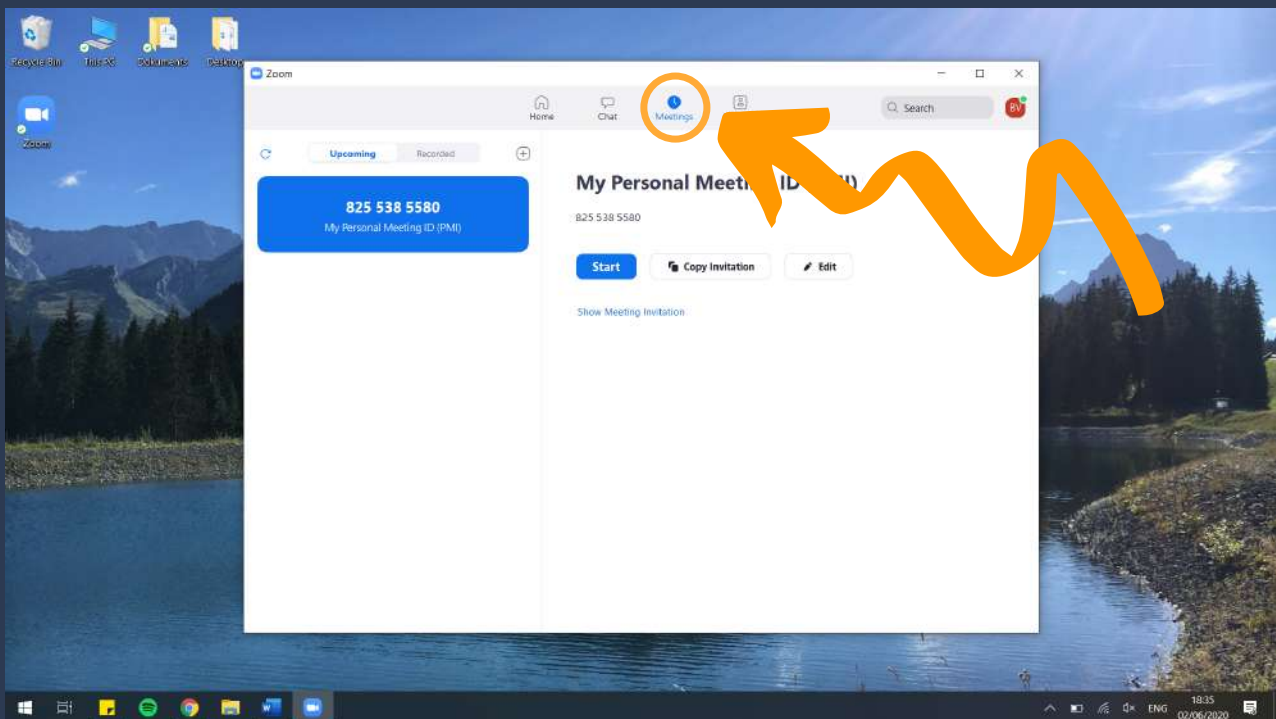 Recycle Bin
This PC
Dokuments
Desktop
Zoom
Zoom
Home
Chat
Meetings
Search
BV
Upcoming
Recorded
825 538 5580
My Personal Meeting ID (PMI)
My Personal Meeti ID
825 538 5580
Start
Copy Invitation
Edit
Show Meeting Invitation
ENG
18:35
02/06/2020